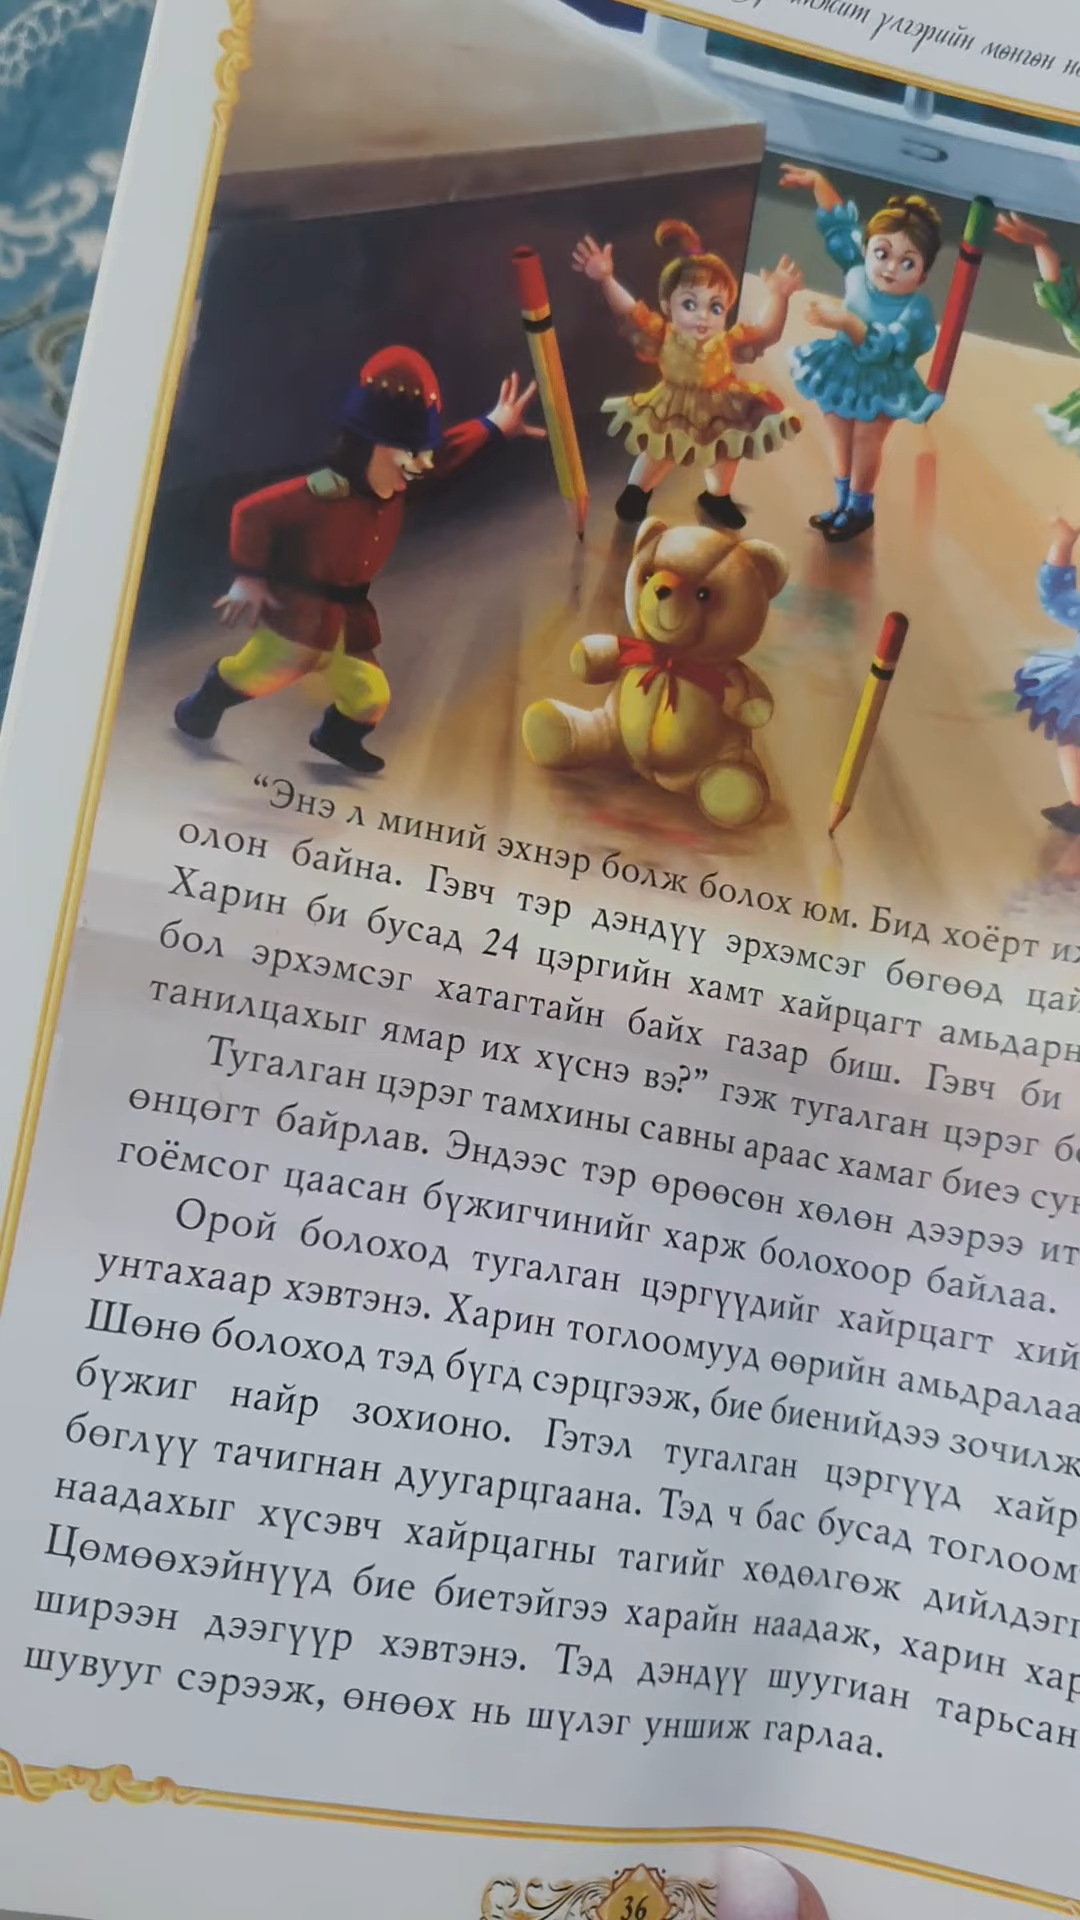 үлгэрийн мөнгөн
“Энэ л миний эхнэр болж болох юм. Бид хоёрт
олон байна. Гэвч тэр дэндүү эрхэмсэг бөгөөд
Харин би бусад 24 цэргийн хамт хайрцагт
бол эрхэмсэг хатагтайн байх газар биш. Гэвч би
танилцахыг ямар их хүснэ вэ?” гэж тугалган цэрэг
Тугалган цэрэг тамхины савны араас хамаг биеэ
өнцөгт байрлав. Эндээс тэр өрөөсөн хөлөн дээрээ
гоёмсог цаасан бүжигчинийг харж болохоор байлаа.
Орой болоход тугалган цэргүүдийг хайрцагт
унтахаар хэвтэнэ. Харин тоглоомууд өөрийн
Шөнө болоход тэд бүгд сэрцгээж, бие биенийдээ
бүжиг найр зохионо. Гэтэл тугалган цэргүүд
бөглүү тачигнан дуугарцгаана. Тэд ч бас бусад
наадахыг хүсэвч хайрцагны тагийг хөдөлгөж
Цөмөөхэйнүүд бие биетэйгээ харайн наадаж, харин
ширээн дээгүүр хэвтэнэ. Тэд дэндүү шуугиан тарьсан
шувууг сэрээж, өнөөх нь шүлэг уншиж гарлаа.
36